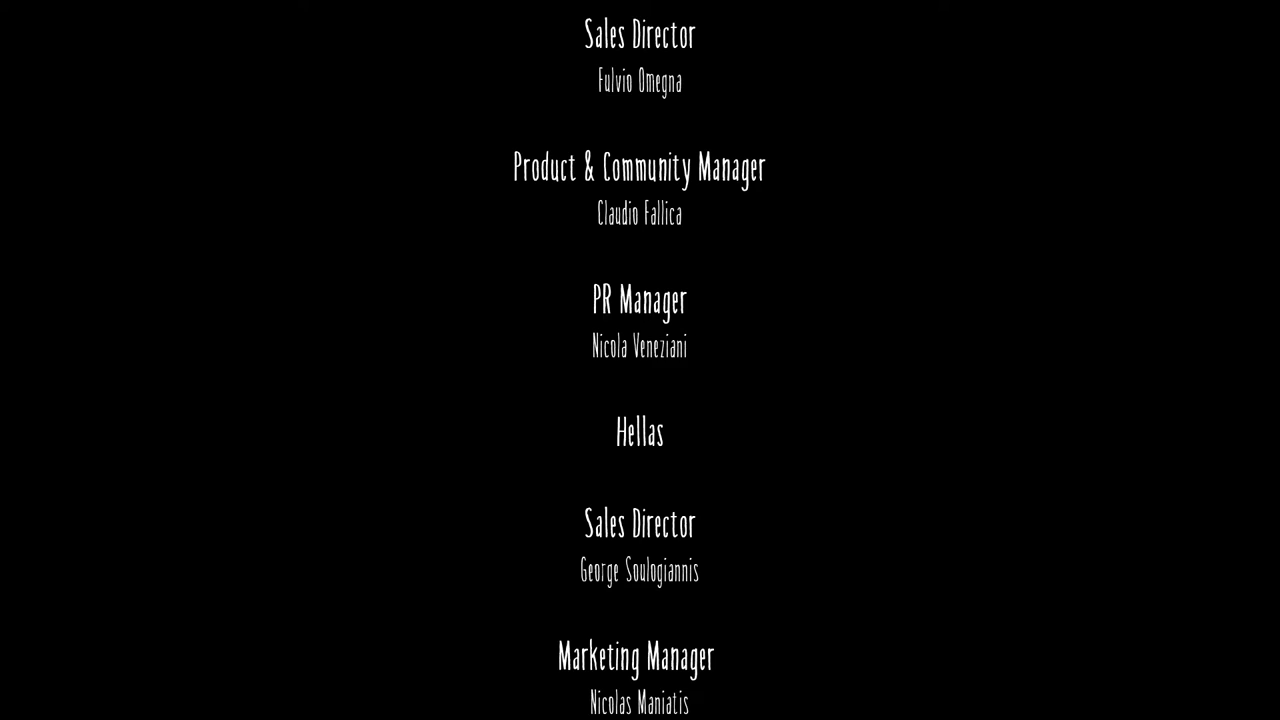 Sales Director
Fulvio Omegna
Product & Community Manager
Claudio Fallica
PR Manager
Nicola Veneziani
Hellas
Sales Director
George Soulogiannis
Marketing Manager
Nicolas Maniatis